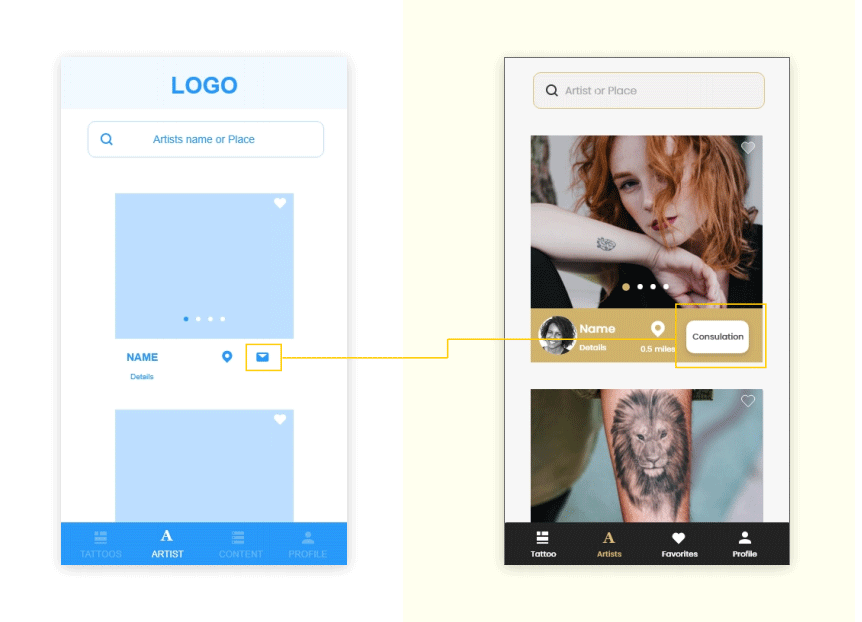 LOGO
Artists name or Place
NAME
Details
TATTOOS
ARTIST
CONTENT
PROFILE
Artist or Place
Name
Details
0.5 miles
Consulation
Tattoo
Artists
Favorites
Profile